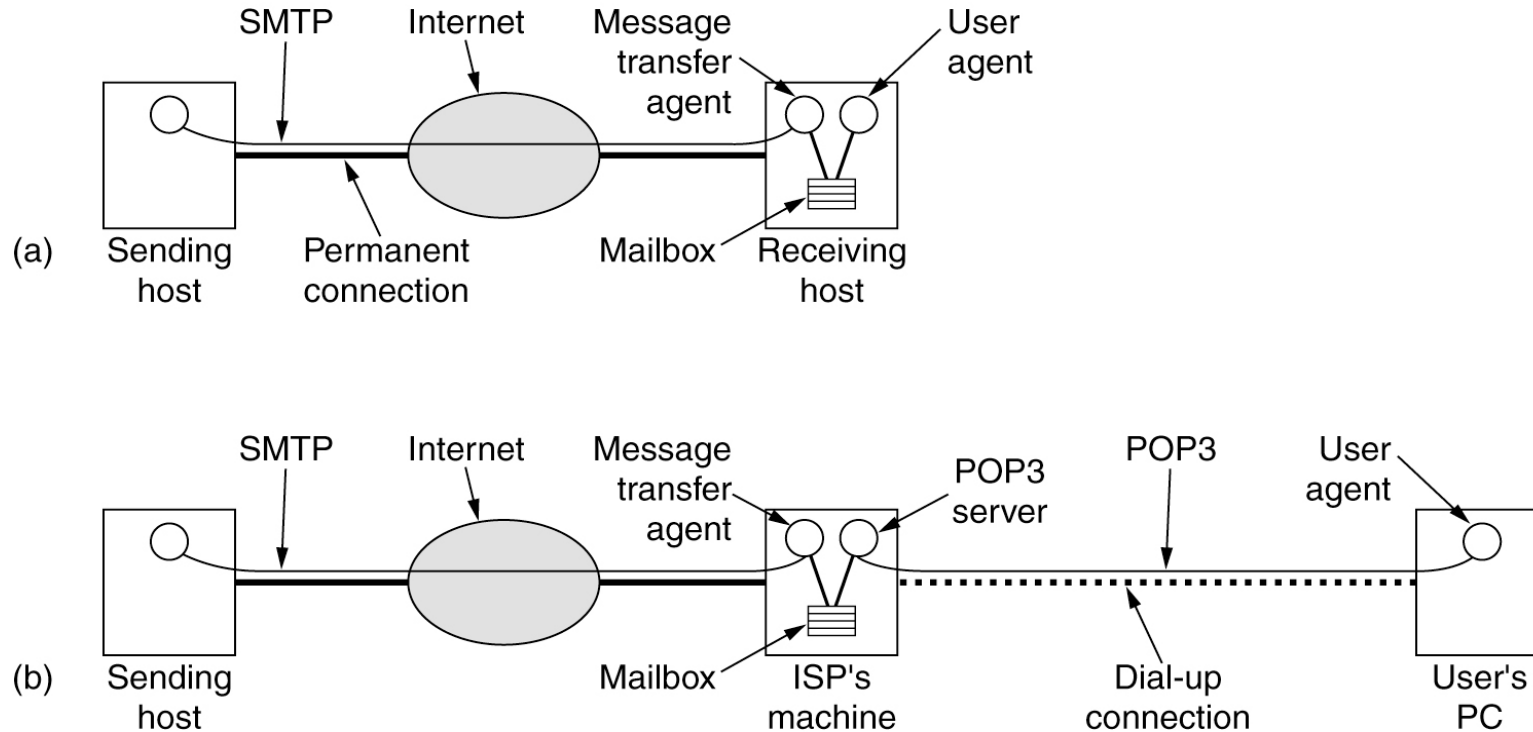 SMTP
Internet
Message
transfer
agent
User
agent
(a)
Sending
host
Permanent
connection
Mailbox
Receiving
host
SMTP
Internet
Message
transfer
agent
POP3
server
POP3
User
agent
(b)
Sending
host
Mailbox
ISP's
machine
Dial-up
connection
User's
PC